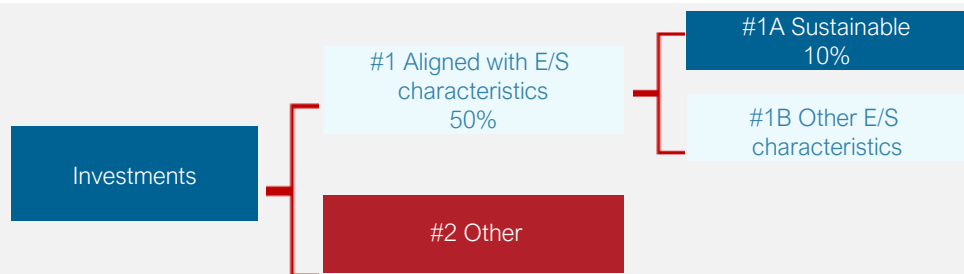 #1A Sustainable
10%
#1 Aligned with E/S
characteristics
50%
#1B Other E/S
characteristics
Investments
#2 Other